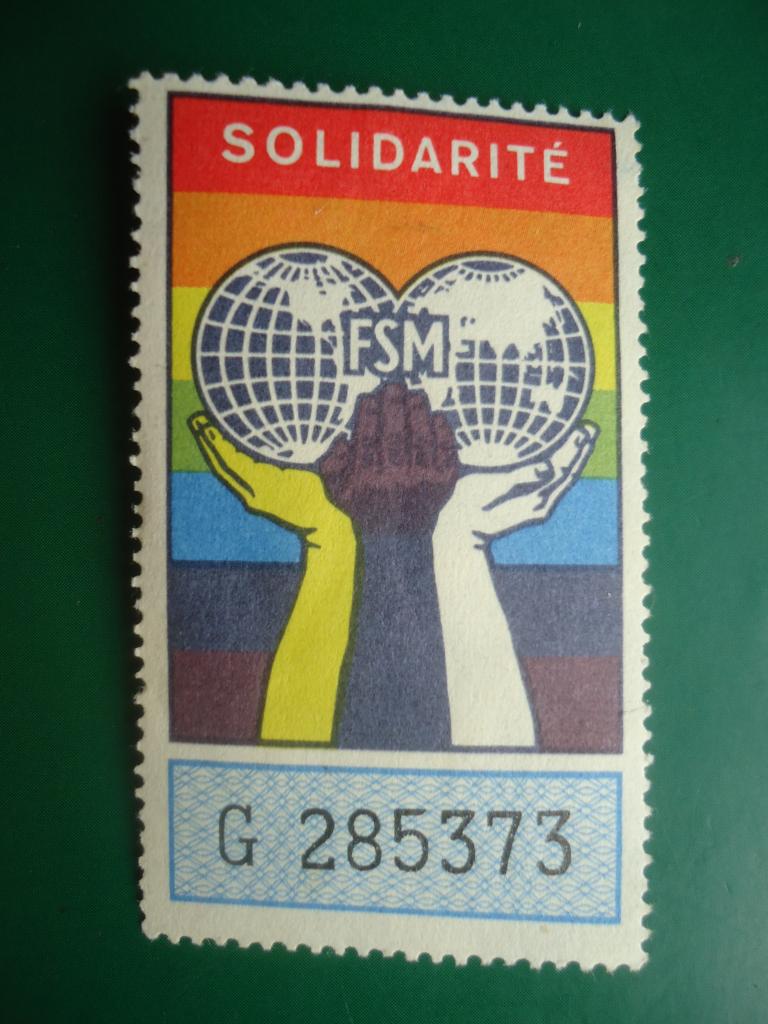 SOLIDARITÉ
FSM
G 285373